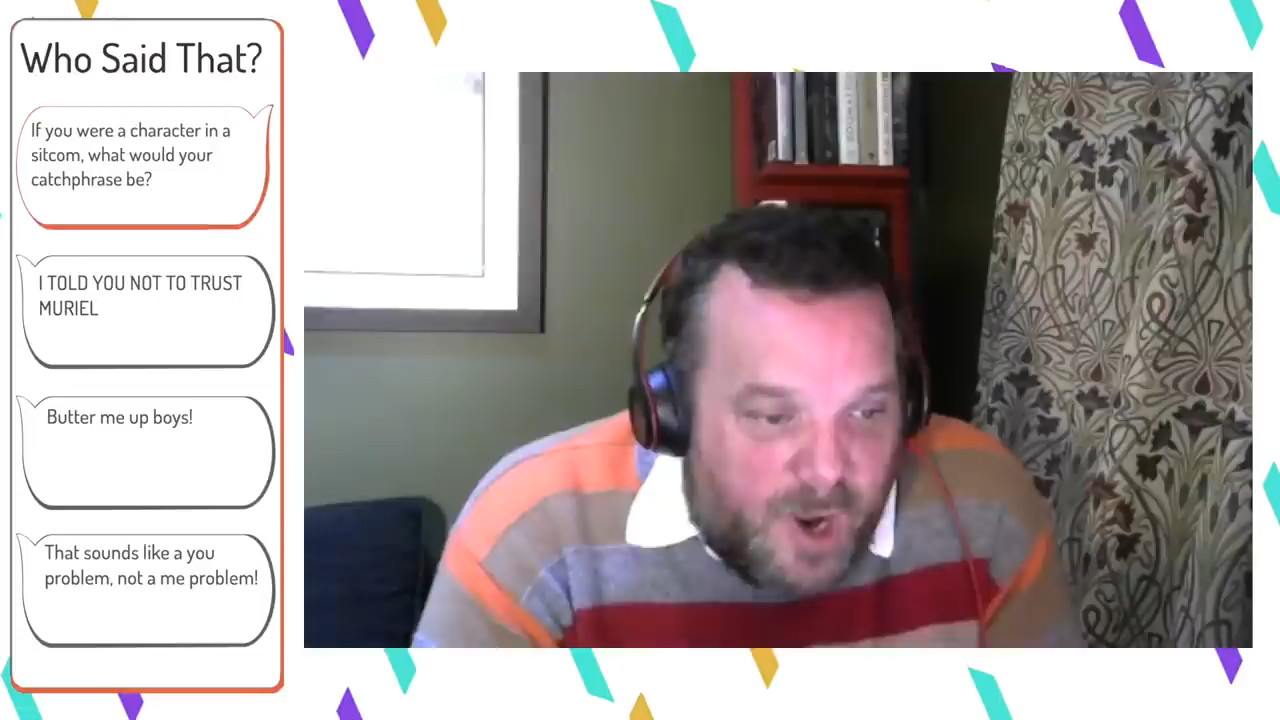 Who Said That?
If you were a character in a
sitcom, what would your
catchphrase be?
I TOLD YOU NOT TO TRUST
MURIEL
Butter me up boys!
That sounds like a you
problem, not a me problem!